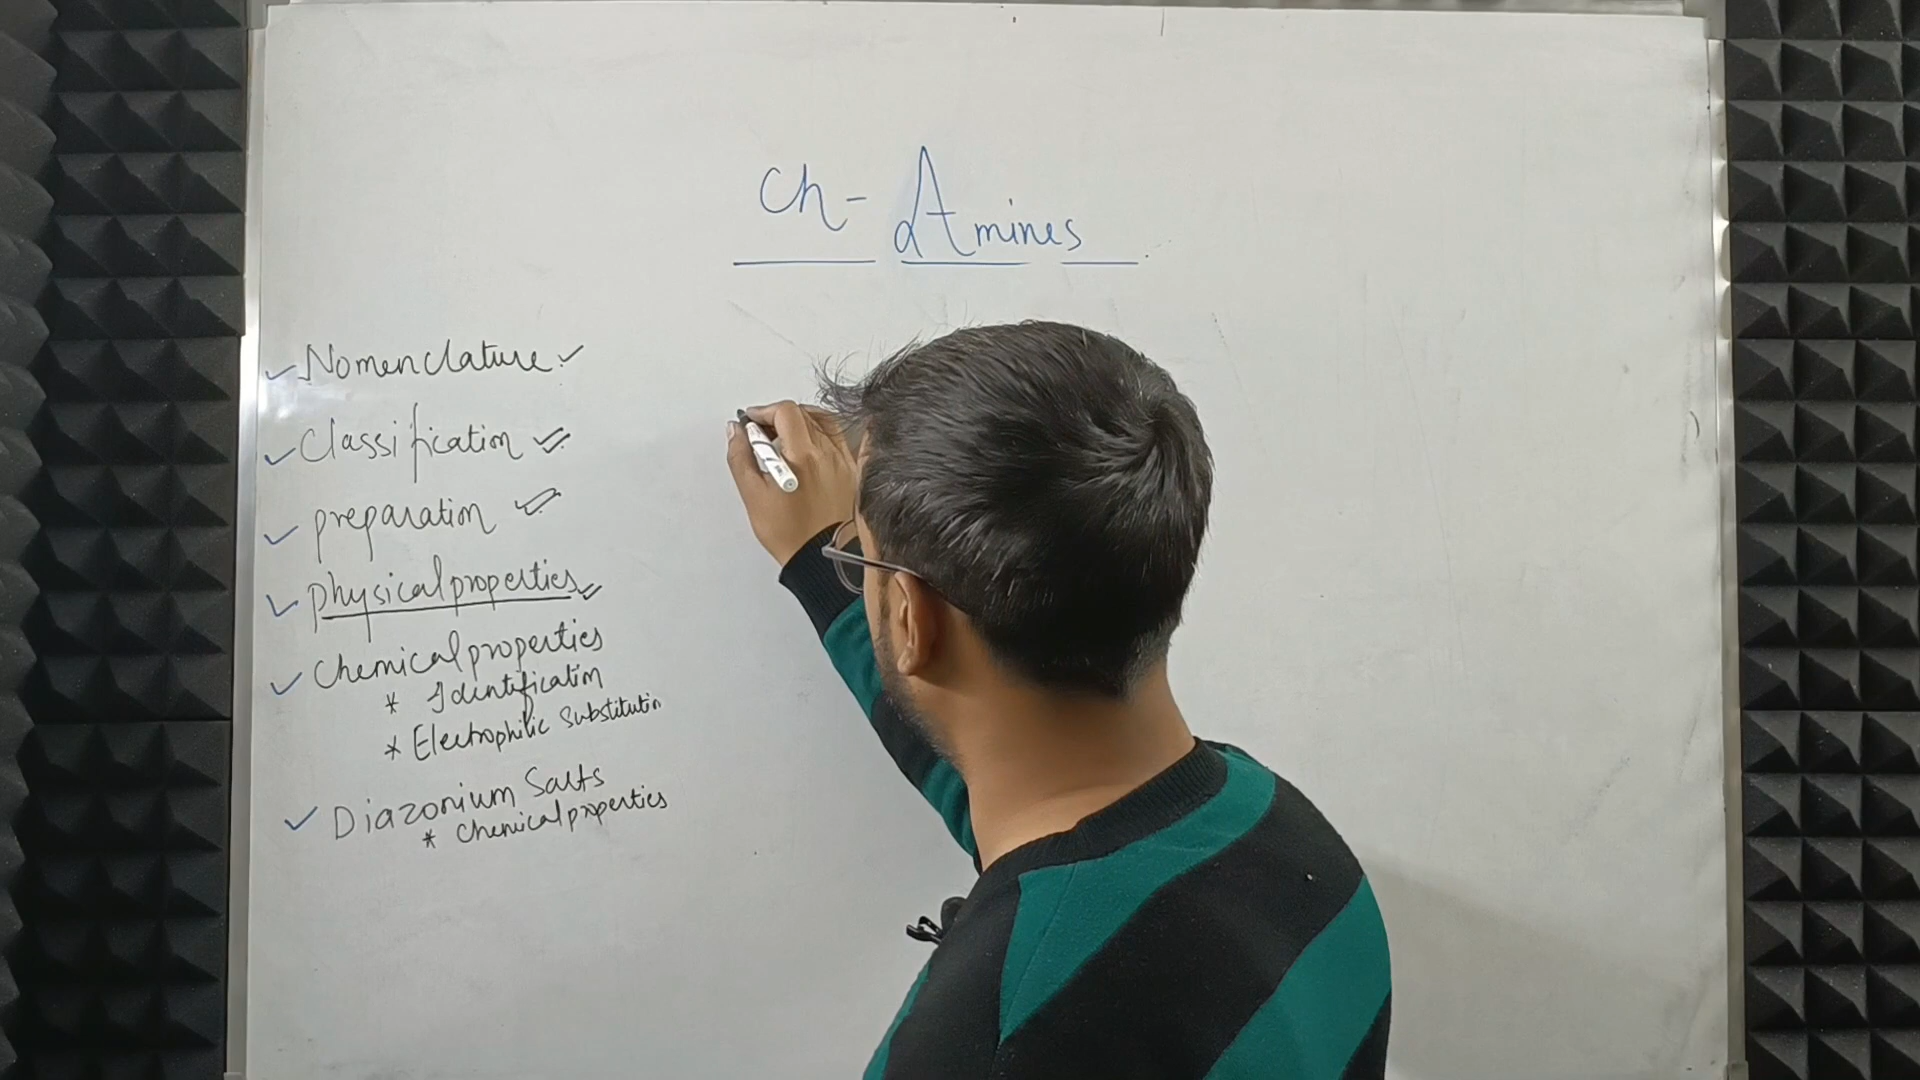 Ch- Amines
Nomenclature
Classification
preparation
physical properties
Chemical properties
* Identification
* Electrophilic Substitution
Diazonium Salts
* Chemical properties